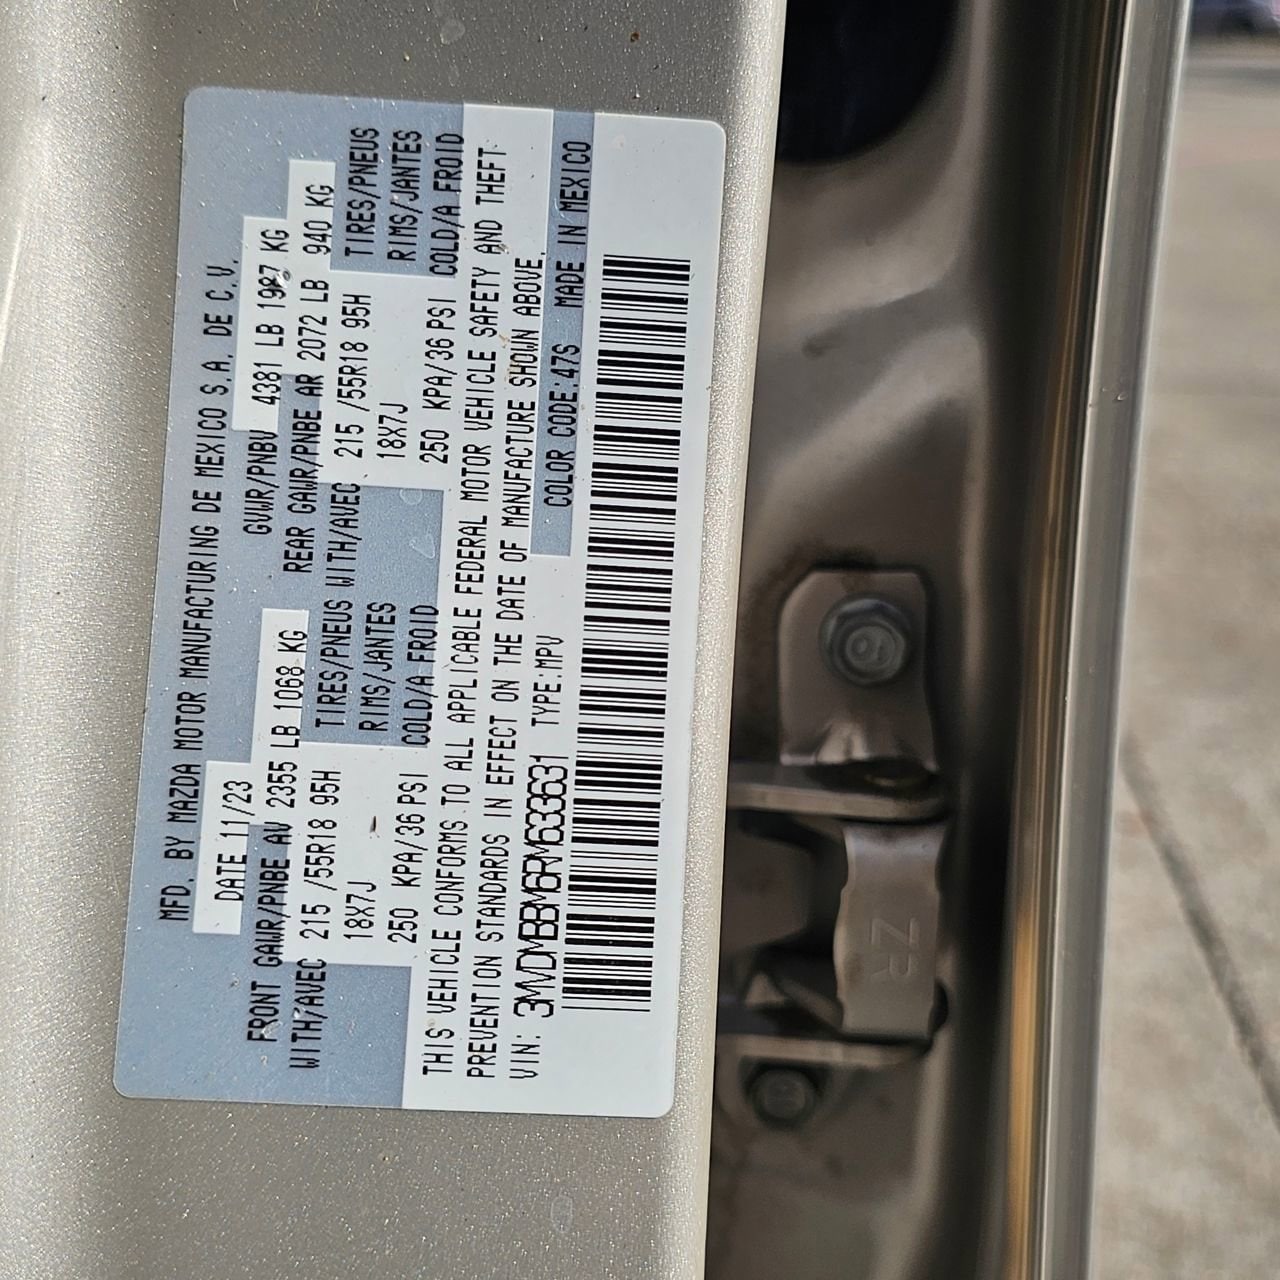 MFD. BY MAZDA MOTOR MANUFACTURING DE MEXICO S.A. DE C.V.
DATE 11/23 GVWR/PNBV 4381 LB 1987 KG
FRONT GAWR/PNBE AV 2355 LB 1068 KG REAR GAWR/PNBE AR 2072 LB 940 KG
WITH/AVEC 215 /55R18 95H TIRES/PNEUS WITH/AVEC 215 /55R18 95H TIRES/PNEUS
18X7J RIMS/JANTES 18X7J RIMS/JANTES
250 KPA/36 PSI COLD/A FROID 250 KPA/36 PSI COLD/A FROID
THIS VEHICLE CONFORMS TO ALL APPLICABLE FEDERAL MOTOR VEHICLE SAFETY AND THEFT
PREVENTION STANDARDS IN EFFECT ON THE DATE OF MANUFACTURE SHOWN ABOVE.
VIN: 3MVDMBBM6RM633631 TYPE:MPV COLOR CODE:47S MADE IN MEXICO
ZR